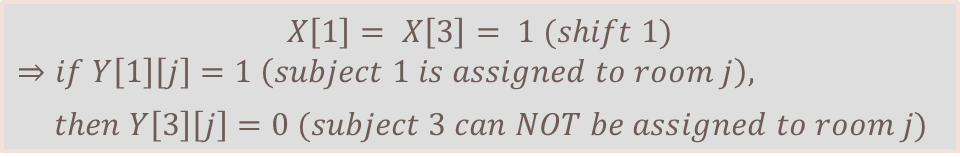 X[1] = X[3] = 1 (shift 1)
⇒ if Y[1][j] = 1 (subject 1 is assigned to room j),
then Y[3][j] = 0 (subject 3 can NOT be assigned to room j)